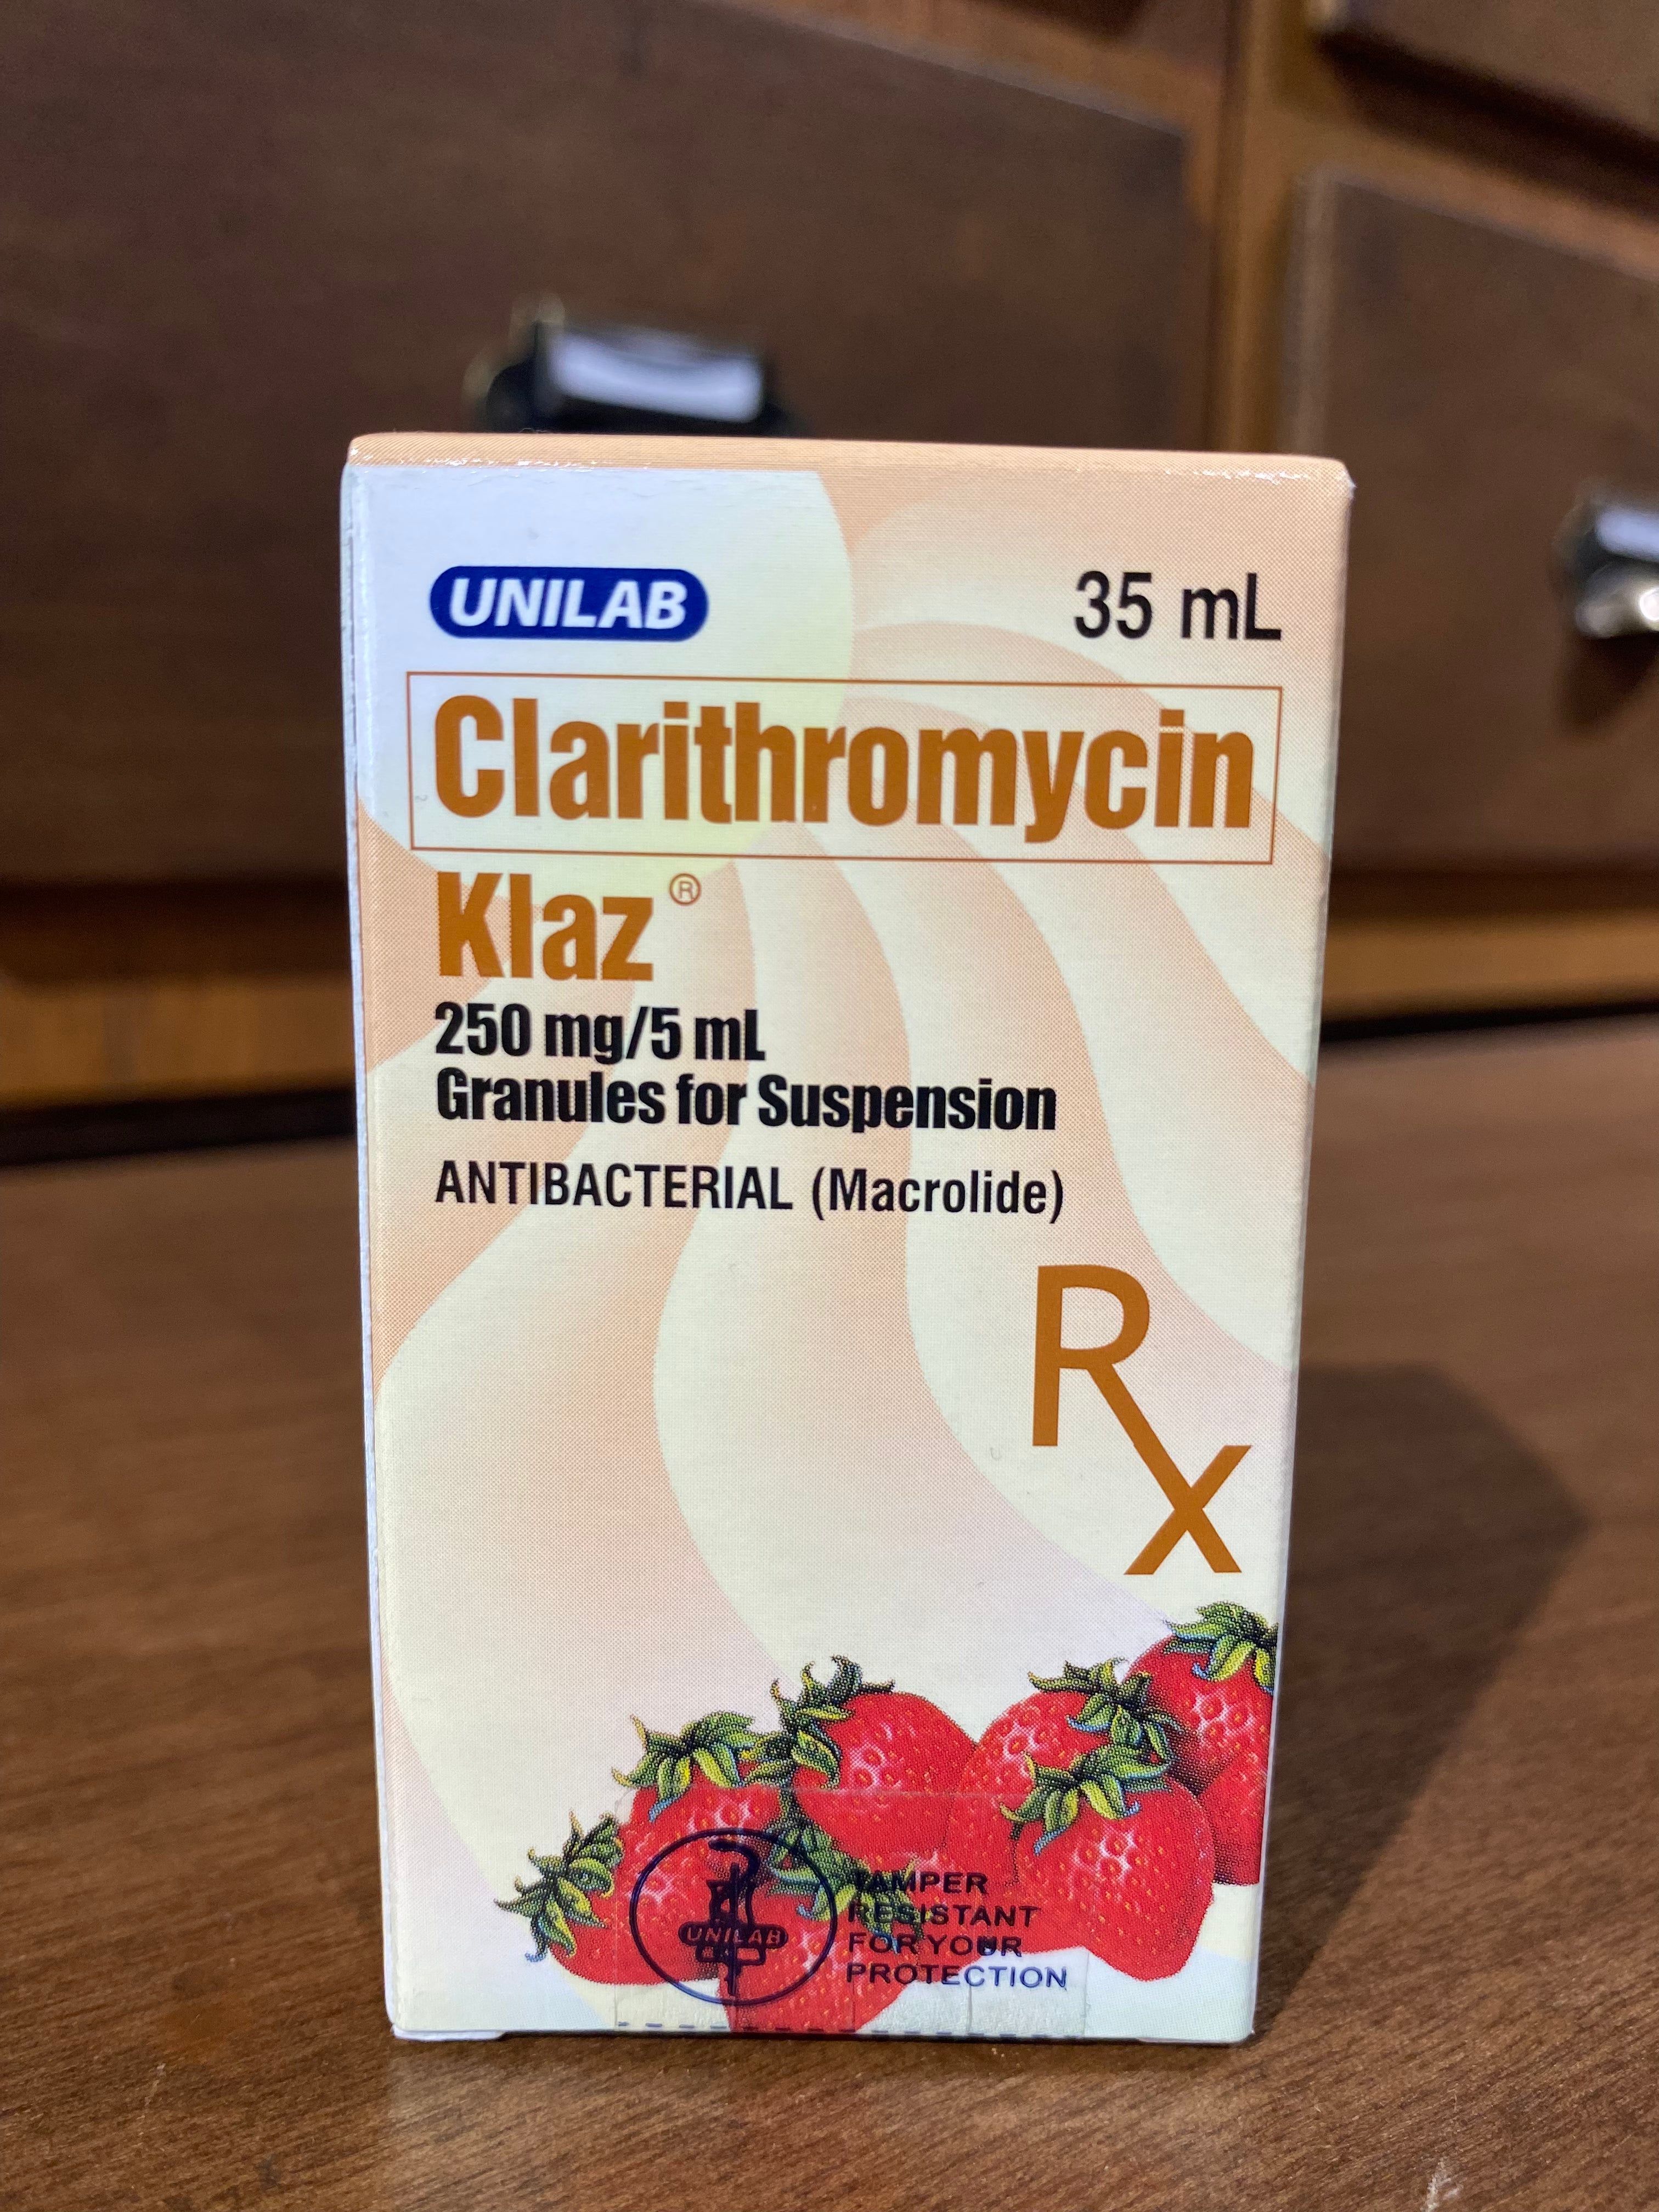 UNILAB
35 mL
Clarithromycin
Klaz®
250 mg/5 mL
Granules for Suspension
ANTIBACTERIAL (Macrolide)
Rx
UNILAB
TAMPER
RESISTANT
FOR YOUR
PROTECTION